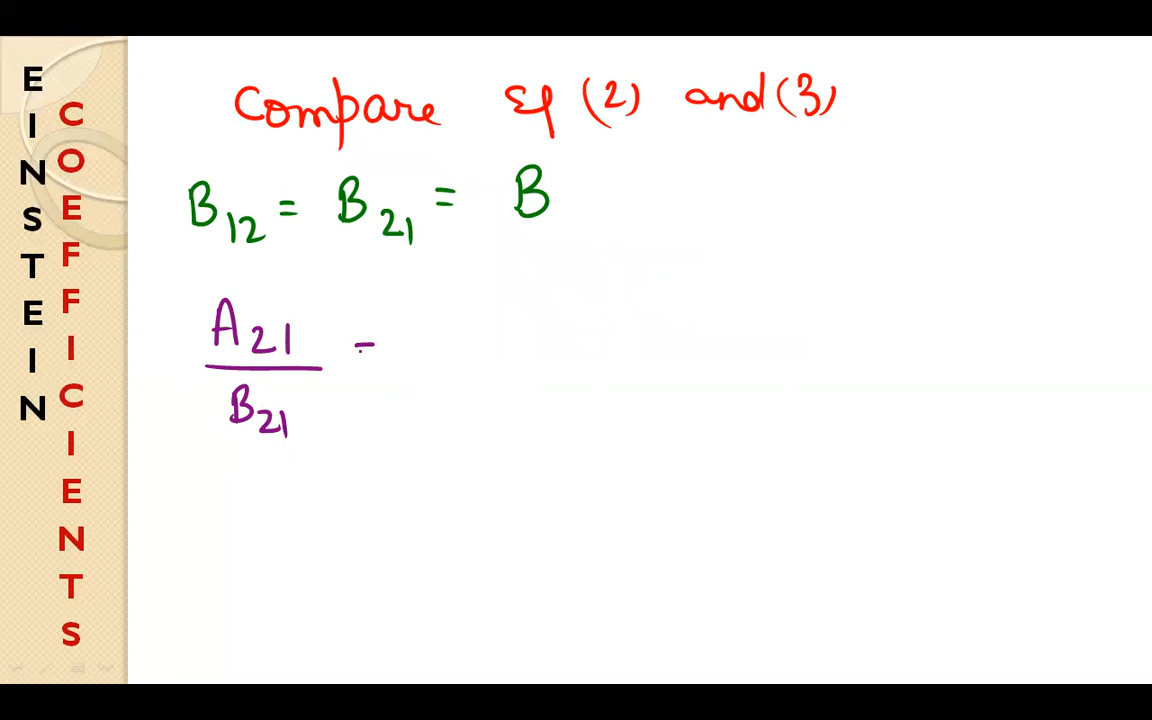 EINSTEIN
COEFFICIENTS
Compare Eq (2) and (3)
B₁₂ = B₂₁ = B
A₂₁
=
B₂₁